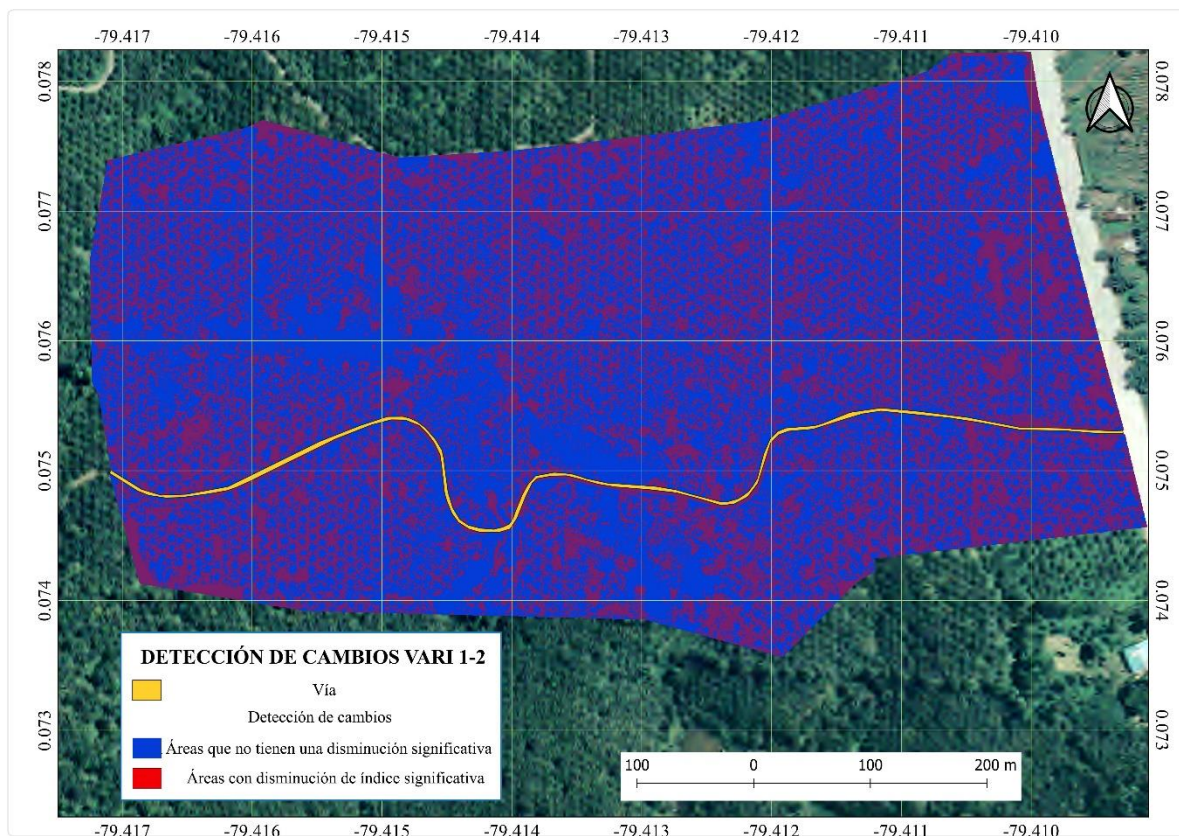 -79.417 -79.416 -79.415 -79.414 -79.413 -79.412 -79.411 -79.410
0.078 0.078
0.077 0.077
0.076 0.076
0.075 0.075
0.074 0.074
0.073 0.073
DETECCIÓN DE CAMBIOS VARI 1-2
Vía
Detección de cambios
Áreas que no tienen una disminución significativa
Áreas con disminución de índice significativa
100 0 100 200 m
-79.417 -79.416 -79.415 -79.414 -79.413 -79.412 -79.411 -79.410